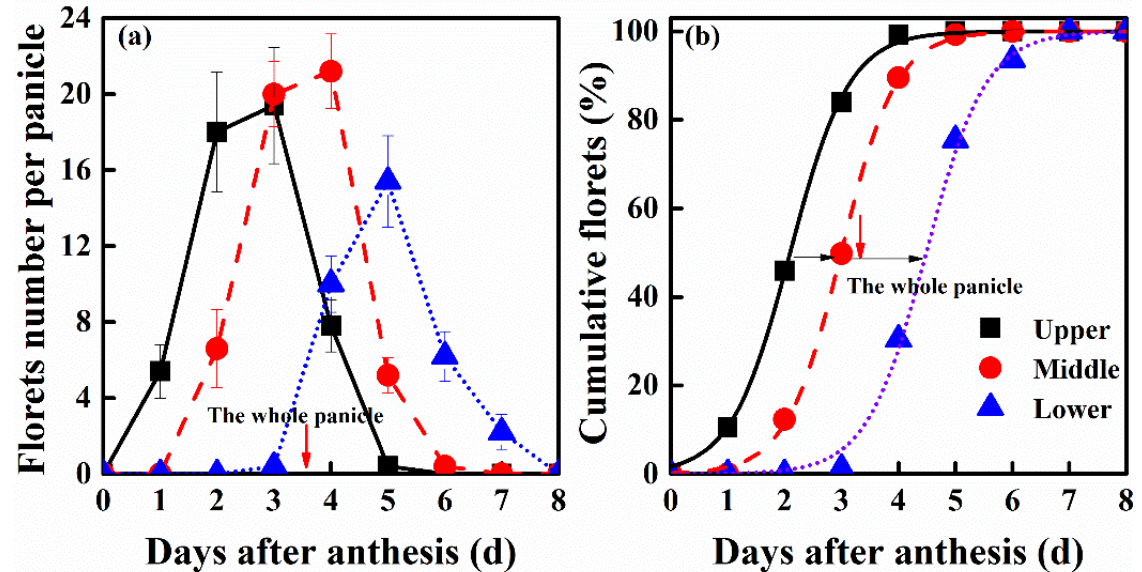 (a)
Florets number per panicle
24
20
16
12
8
4
0
The whole panicle
0 1 2 3 4 5 6 7 8
Days after anthesis (d)
(b)
Cumulative florets (%)
100
80
60
40
20
0
The whole panicle
Upper
Middle
Lower
0 1 2 3 4 5 6 7 8
Days after anthesis (d)